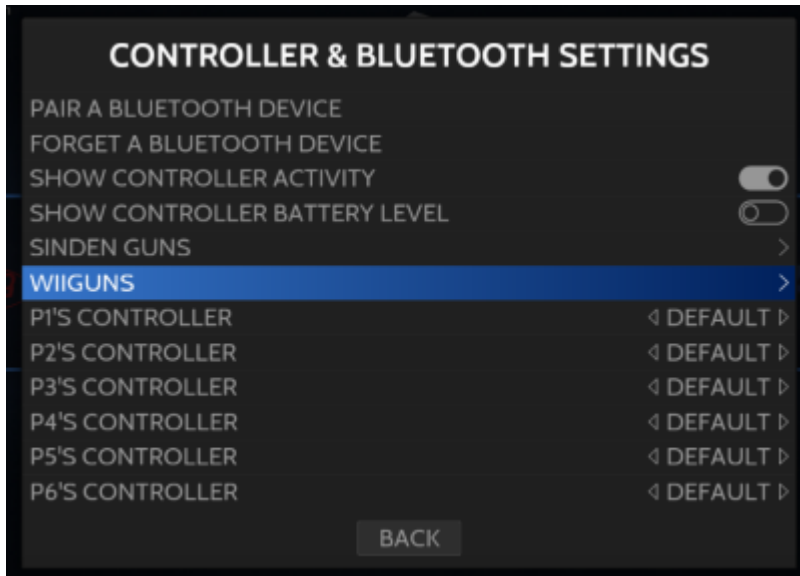 CONTROLLER & BLUETOOTH SETTINGS
PAIR A BLUETOOTH DEVICE
FORGET A BLUETOOTH DEVICE
SHOW CONTROLLER ACTIVITY
SHOW CONTROLLER BATTERY LEVEL
SINDEN GUNS
WIIGUNS
P1'S CONTROLLER DEFAULT
P2'S CONTROLLER DEFAULT
P3'S CONTROLLER DEFAULT
P4'S CONTROLLER DEFAULT
P5'S CONTROLLER DEFAULT
P6'S CONTROLLER DEFAULT
BACK